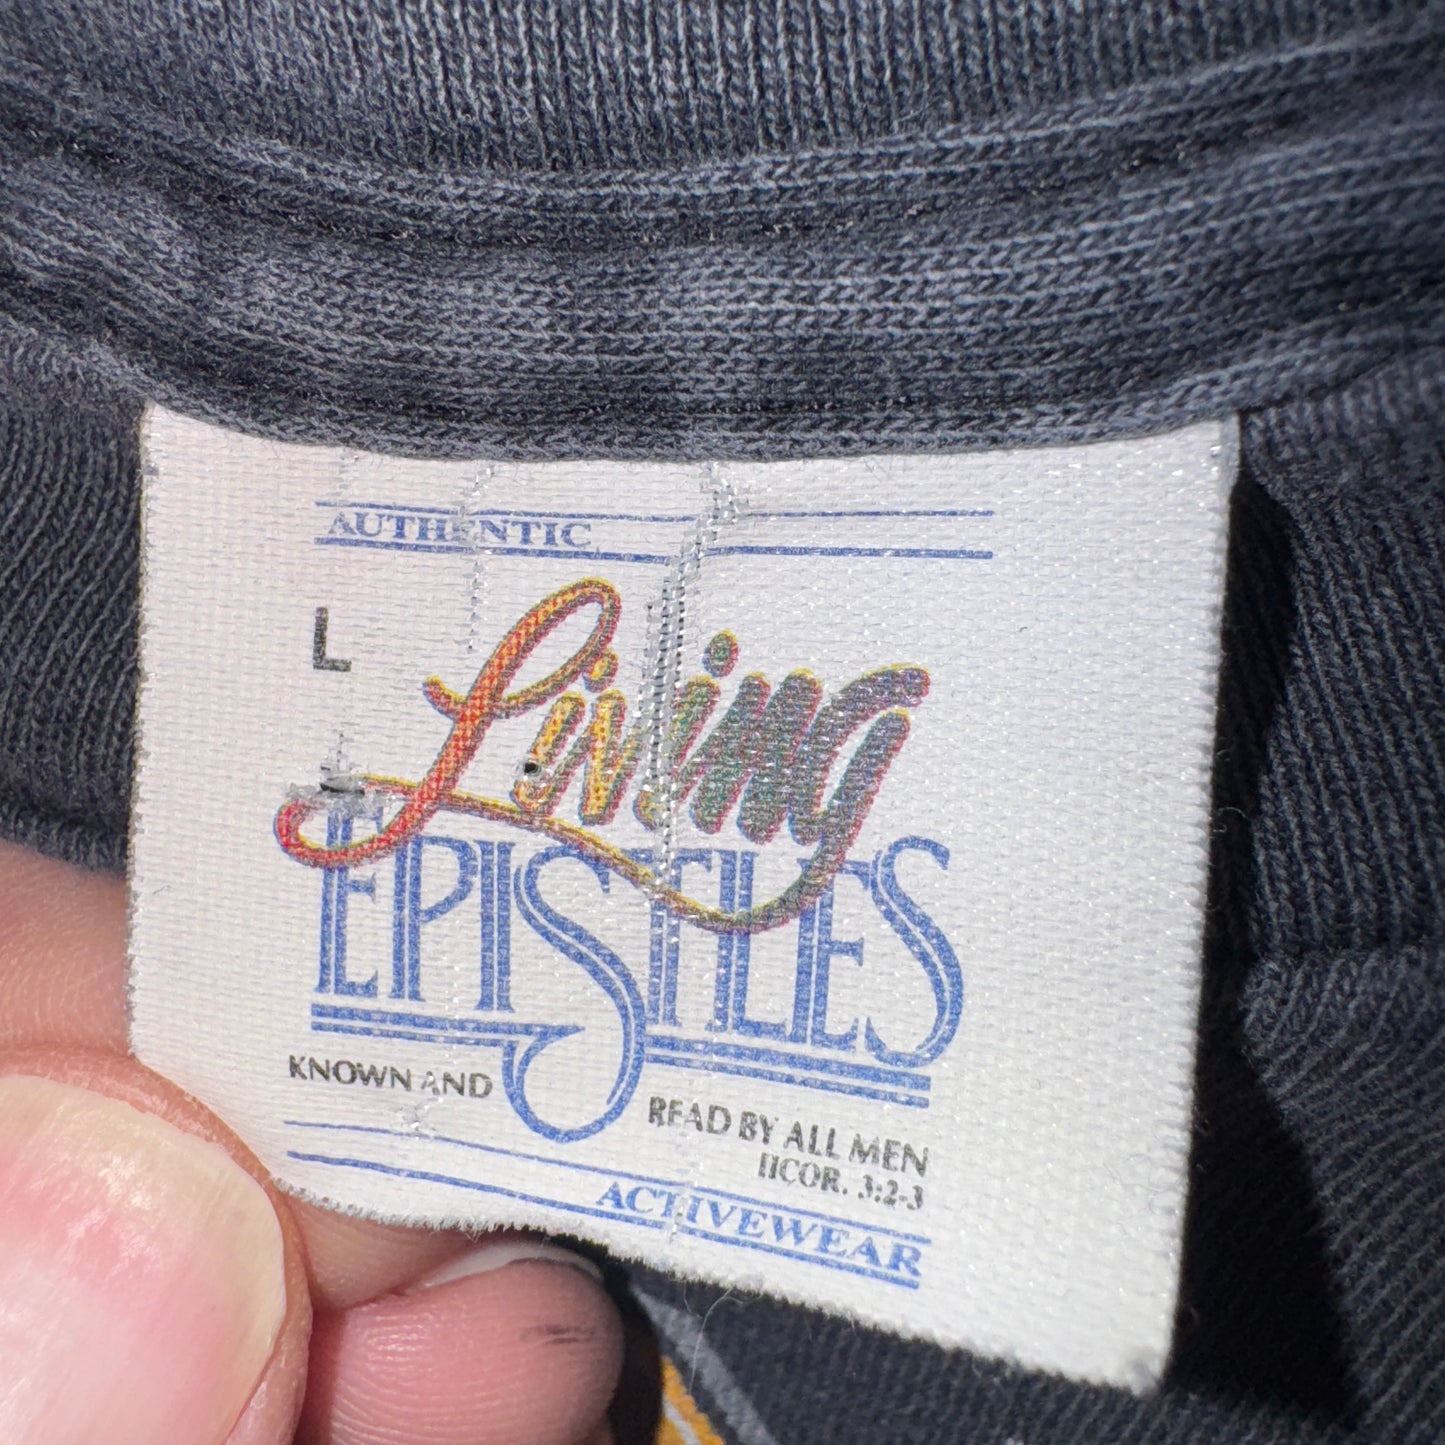 AUTHENTIC
L
Living
EPISTLES
KNOWN AND
READ BY ALL MEN
IICOR. 3:2-3
ACTIVEWEAR